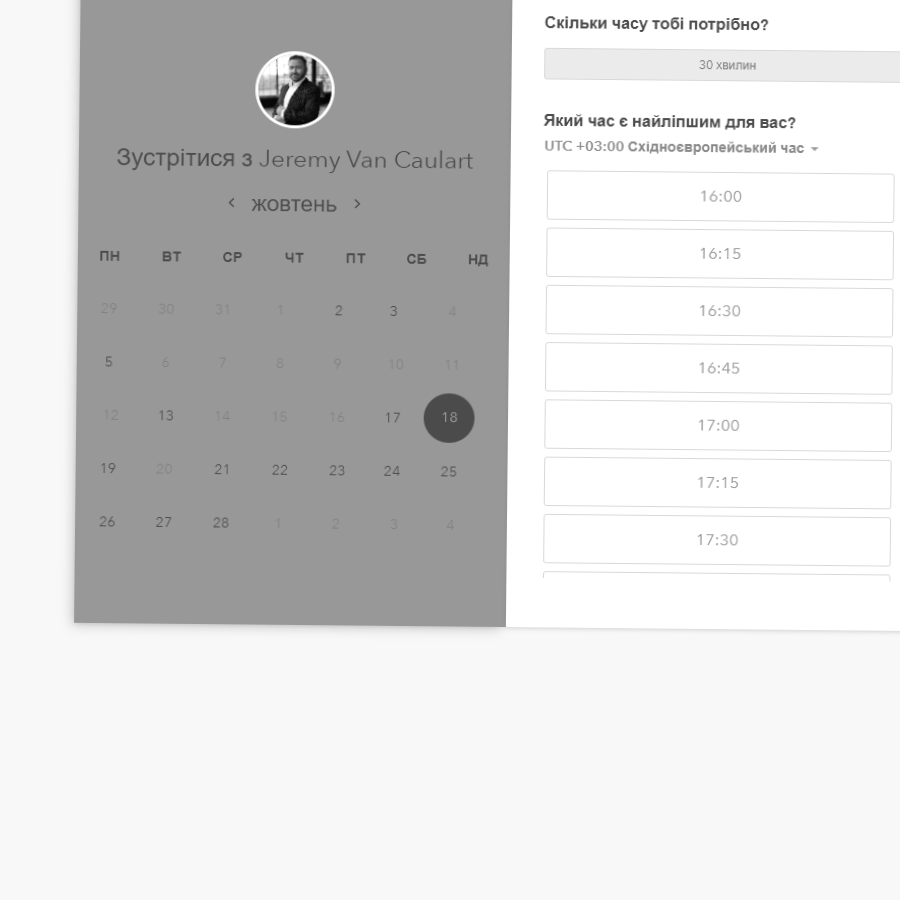 Зустрітися з Jeremy Van Caulart
жовтень
ПН ВТ СР ЧТ ПТ СБ НД
29 30 31 1 2 3 4
5 6 7 8 9 10 11
12 13 14 15 16 17 18
19 20 21 22 23 24 25
26 27 28 1 2 3 4
Скільки часу тобі потрібно?
30 хвилин
Який час є найліпшим для вас?
UTC +03:00 Східноєвропейський час
16:00
16:15
16:30
16:45
17:00
17:15
17:30